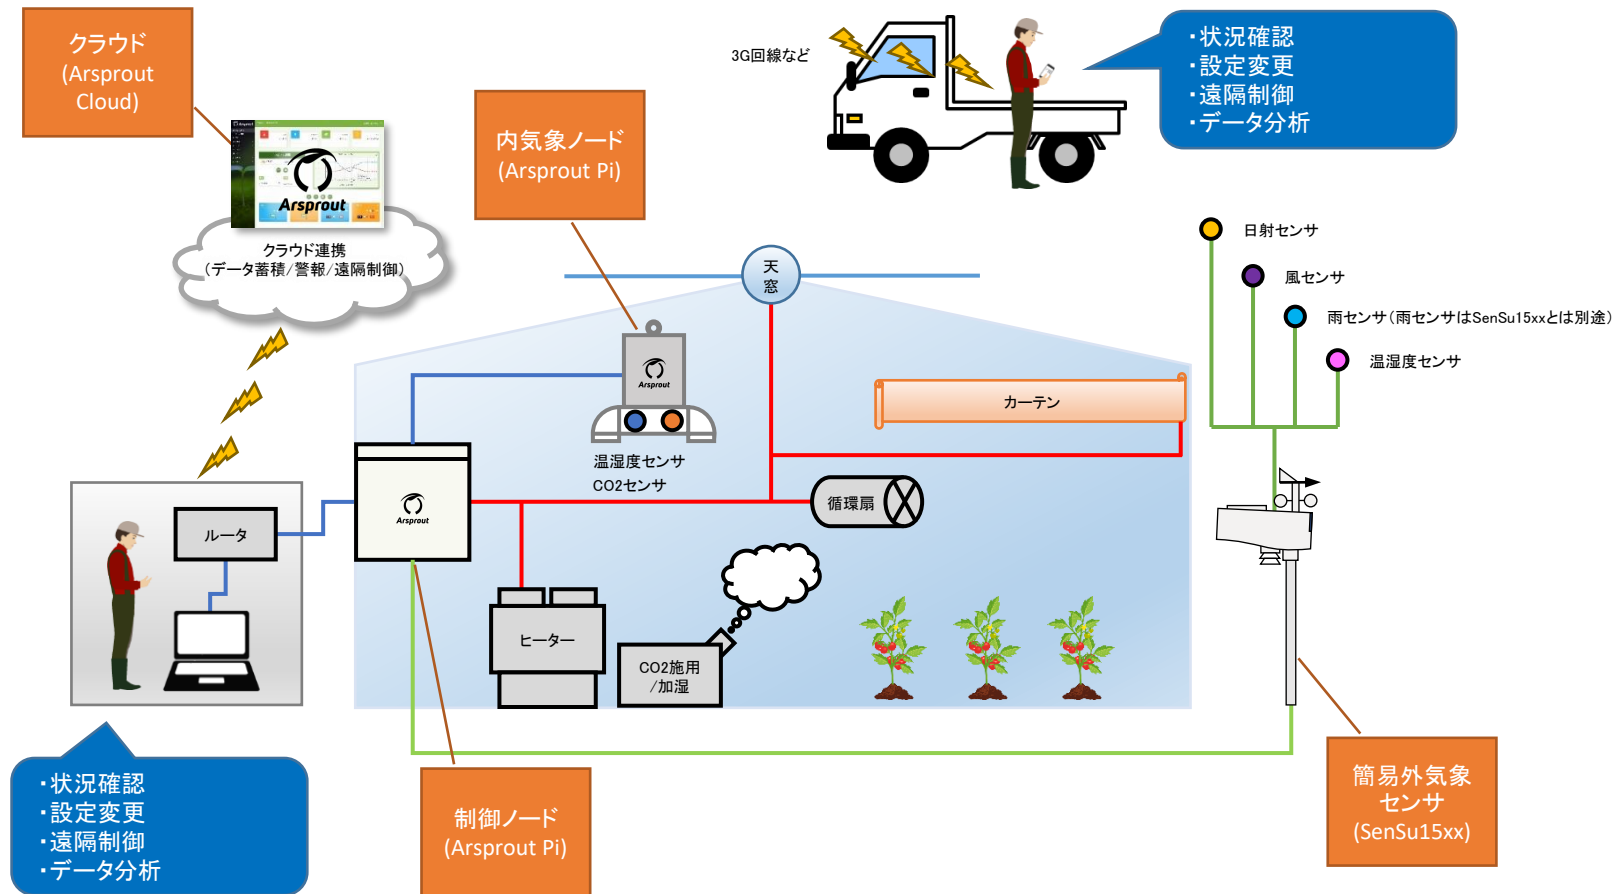 クラウド
(Arsprout
Cloud)
Arsprout
クラウド連携
(データ蓄積/警報/遠隔制御)
内気象ノード
(Arsprout Pi)
3G回線など
・状況確認
・設定変更
・遠隔制御
・データ分析
天
窓
日射センサ
風センサ
雨センサ(雨センサはSenSu15xxとは別途)
温湿度センサ
Arsprout
カーテン
温湿度センサ
CO2センサ
循環扇
Arsprout
ルータ
ヒーター
CO2施用
/加湿
・状況確認
・設定変更
・遠隔制御
・データ分析
制御ノード
(Arsprout Pi)
簡易外気象
センサ
(SenSu15xx)